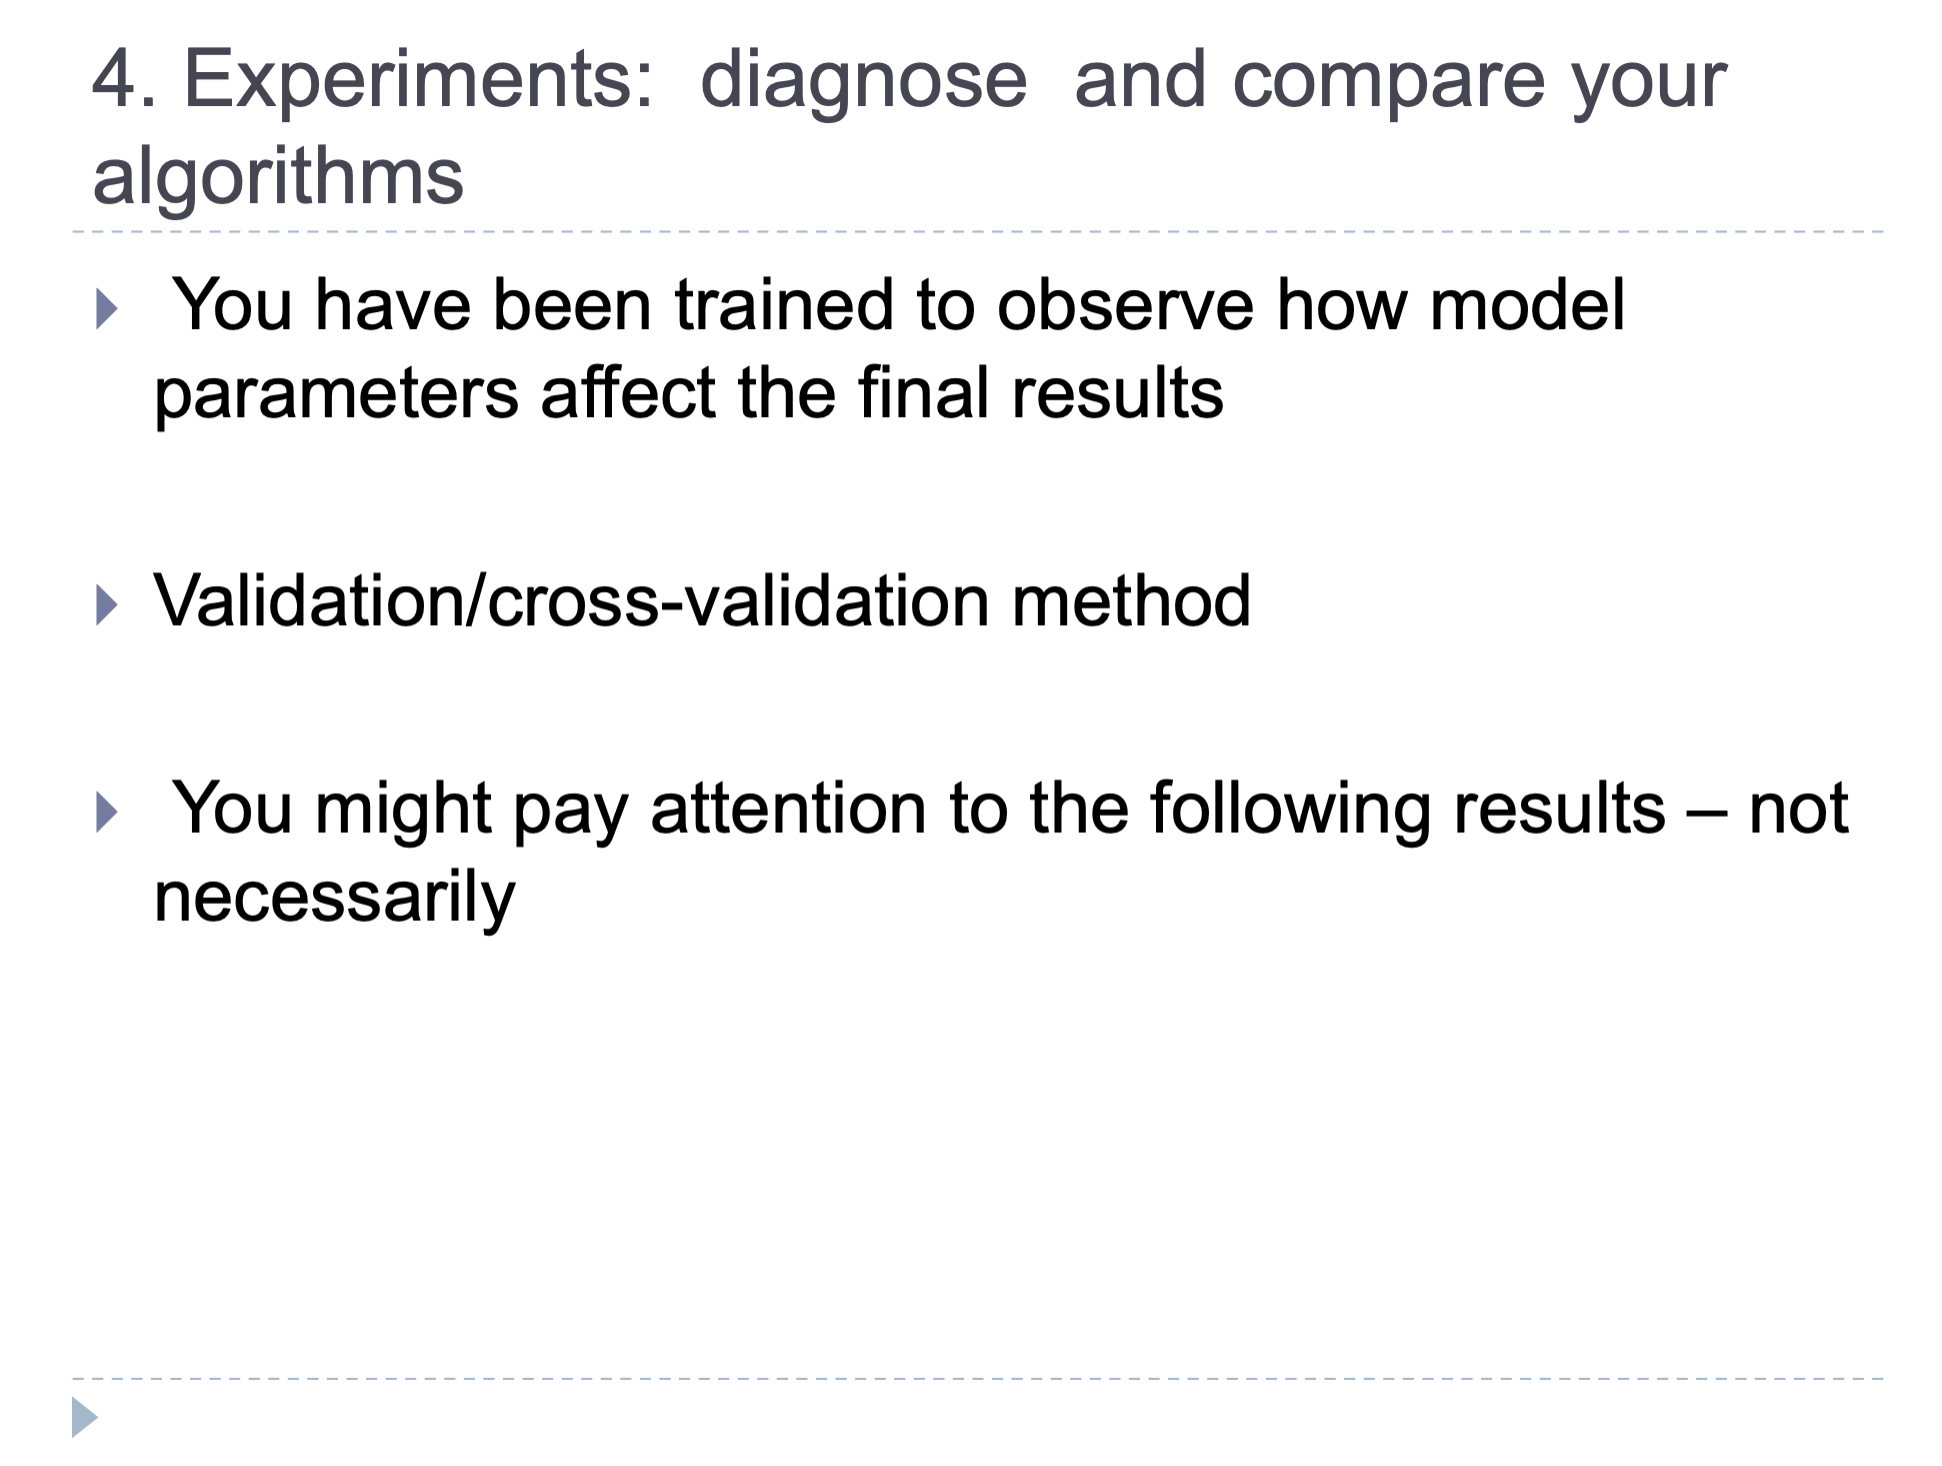 4. Experiments:  diagnose  and compare your
algorithms
You have been trained to observe how model
parameters affect the final results
Validation/cross-validation method
You might pay attention to the following results – not
necessarily